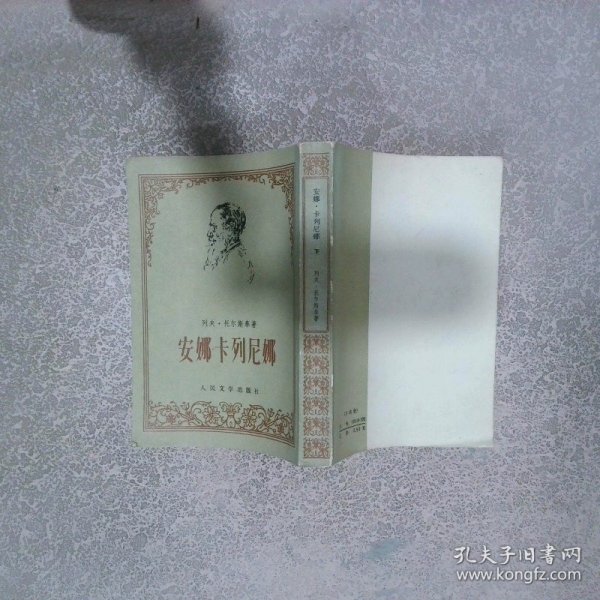 列夫·托尔斯泰著
安娜卡列尼娜
人民文学出版社
安娜·卡列尼娜 下
列夫·托尔斯泰著
孔夫子旧书网
www.kongfz.com